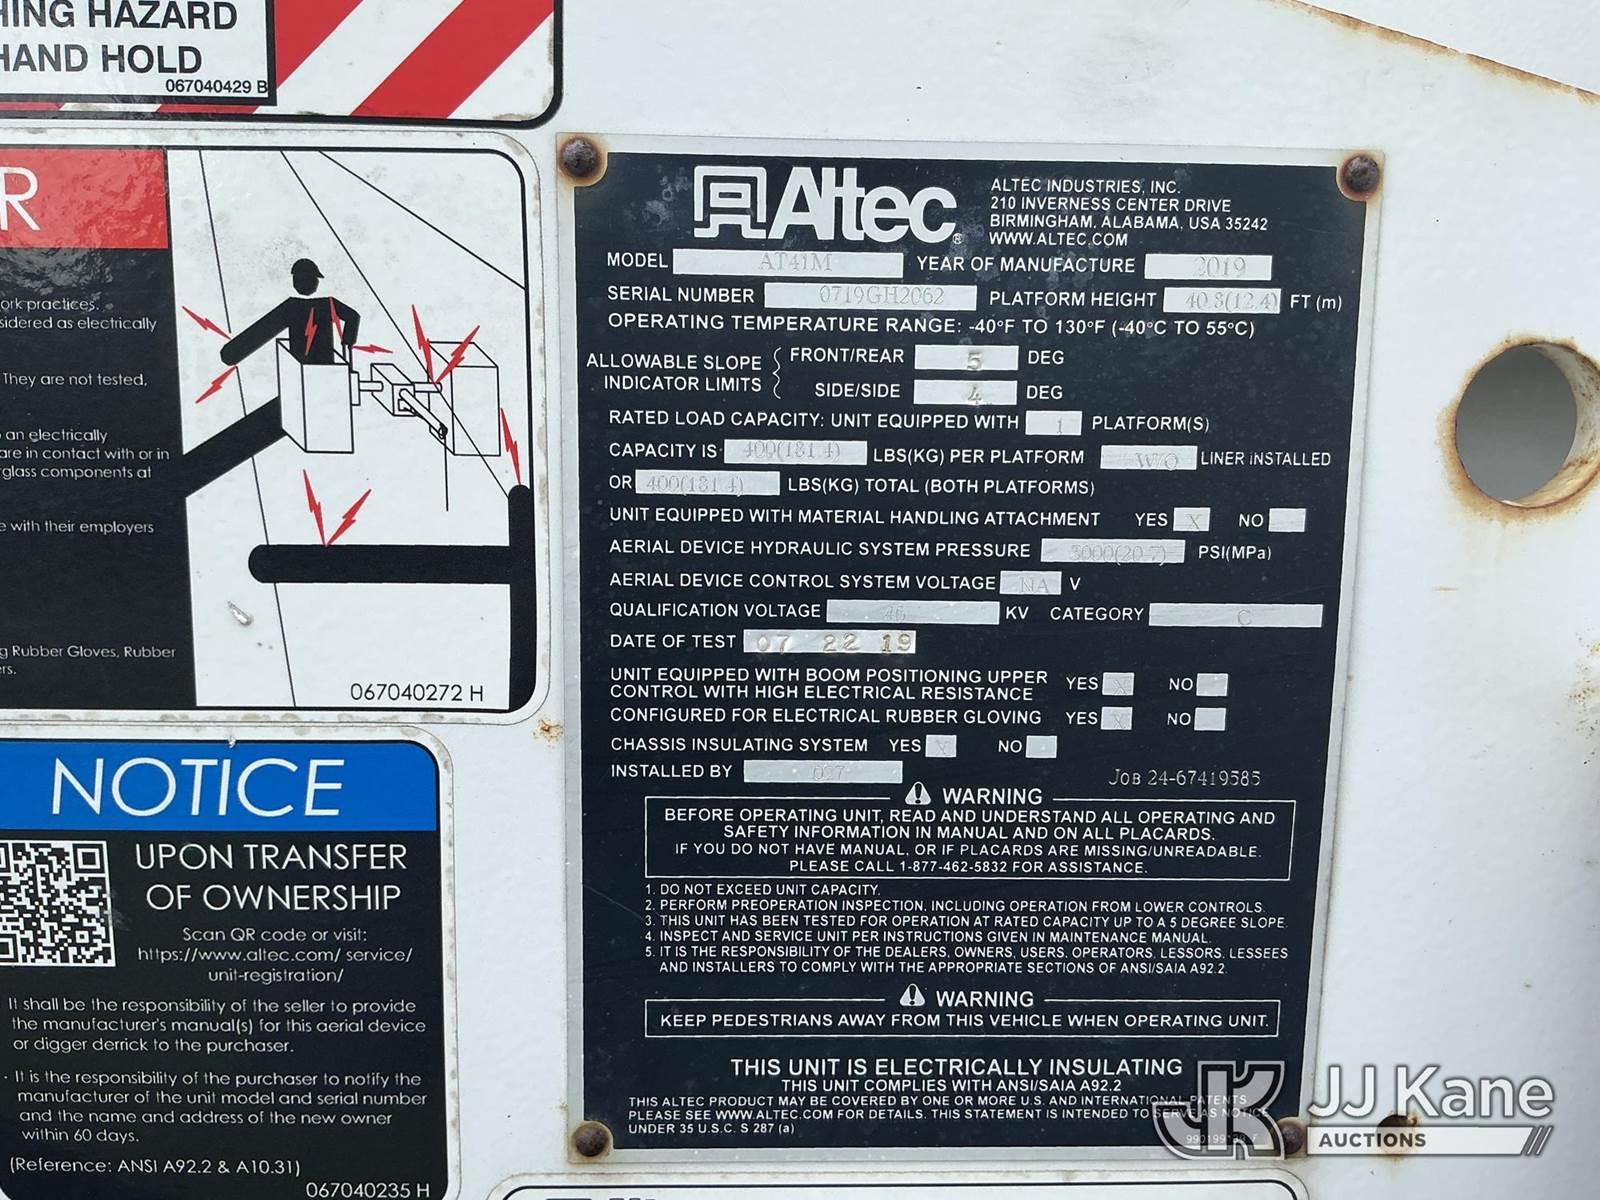 HING HAZARD
HAND HOLD
067040429 B
R
ork practices.
sidered as electrically
They are not tested,
an electrically
are in contact with or in
rglass components at
e with their employers
g Rubber Gloves, Rubber
ers.
067040272 H
NOTICE
UPON TRANSFER
OF OWNERSHIP
Scan QR code or visit:
https://www.altec.com/ service/
unit-registration/
It shall be the responsibility of the seller to provide
the manufacturer's manual(s) for this aerial device
or digger derrick to the purchaser.
· It is the responsibility of the purchaser to notify the
manufacturer of the unit model and serial number
and the name and address of the new owner
within 60 days.
(Reference: ANSI A92.2 & A10.31)
067040235 H
Altec®
ALTEC INDUSTRIES, INC.
210 INVERNESS CENTER DRIVE
BIRMINGHAM, ALABAMA, USA 35242
WWW.ALTEC.COM
MODEL AT41M YEAR OF MANUFACTURE 2019
SERIAL NUMBER 0719GH2062 PLATFORM HEIGHT 40.8(12.4) FT (m)
OPERATING TEMPERATURE RANGE: -40°F TO 130°F (-40°C TO 55°C)
ALLOWABLE SLOPE INDICATOR LIMITS { FRONT/REAR 5 DEG
SIDE/SIDE 4 DEG
RATED LOAD CAPACITY: UNIT EQUIPPED WITH 1 PLATFORM(S)
CAPACITY IS 400(181.4) LBS(KG) PER PLATFORM W/O LINER INSTALLED
OR 400(181.4) LBS(KG) TOTAL (BOTH PLATFORMS)
UNIT EQUIPPED WITH MATERIAL HANDLING ATTACHMENT YES X NO
AERIAL DEVICE HYDRAULIC SYSTEM PRESSURE 3000(20.7) PSI(MPa)
AERIAL DEVICE CONTROL SYSTEM VOLTAGE NA V
QUALIFICATION VOLTAGE 46 KV CATEGORY C
DATE OF TEST 07 22 19
UNIT EQUIPPED WITH BOOM POSITIONING UPPER
CONTROL WITH HIGH ELECTRICAL RESISTANCE YES X NO
CONFIGURED FOR ELECTRICAL RUBBER GLOVING YES X NO
CHASSIS INSULATING SYSTEM YES X NO
INSTALLED BY 027 JOB 24-67419585
WARNING
BEFORE OPERATING UNIT, READ AND UNDERSTAND ALL OPERATING AND
SAFETY INFORMATION IN MANUAL AND ON ALL PLACARDS.
IF YOU DO NOT HAVE MANUAL, OR IF PLACARDS ARE MISSING/UNREADABLE.
PLEASE CALL 1-877-462-5832 FOR ASSISTANCE.
1. DO NOT EXCEED UNIT CAPACITY.
2. PERFORM PREOPERATION INSPECTION, INCLUDING OPERATION FROM LOWER CONTROLS.
3. THIS UNIT HAS BEEN TESTED FOR OPERATION AT RATED CAPACITY UP TO A 5 DEGREE SLOPE.
4. INSPECT AND SERVICE UNIT PER INSTRUCTIONS GIVEN IN MAINTENANCE MANUAL.
5. IT IS THE RESPONSIBILITY OF THE DEALERS, OWNERS, USERS, OPERATORS, LESSORS, LESSEES
AND INSTALLERS TO COMPLY WITH THE APPROPRIATE SECTIONS OF ANSI/SAIA A92.2.
WARNING
KEEP PEDESTRIANS AWAY FROM THIS VEHICLE WHEN OPERATING UNIT.
THIS UNIT IS ELECTRICALLY INSULATING
THIS UNIT COMPLIES WITH ANSI/SAIA A92.2
THIS ALTEC PRODUCT MAY BE COVERED BY ONE OR MORE U.S. AND INTERNATIONAL PATENTS.
PLEASE SEE WWW.ALTEC.COM FOR DETAILS. THIS STATEMENT IS INTENDED TO SERVE AS NOTICE
UNDER 35 U.S.C. S 287 (a)
JK JJ Kane
AUCTIONS